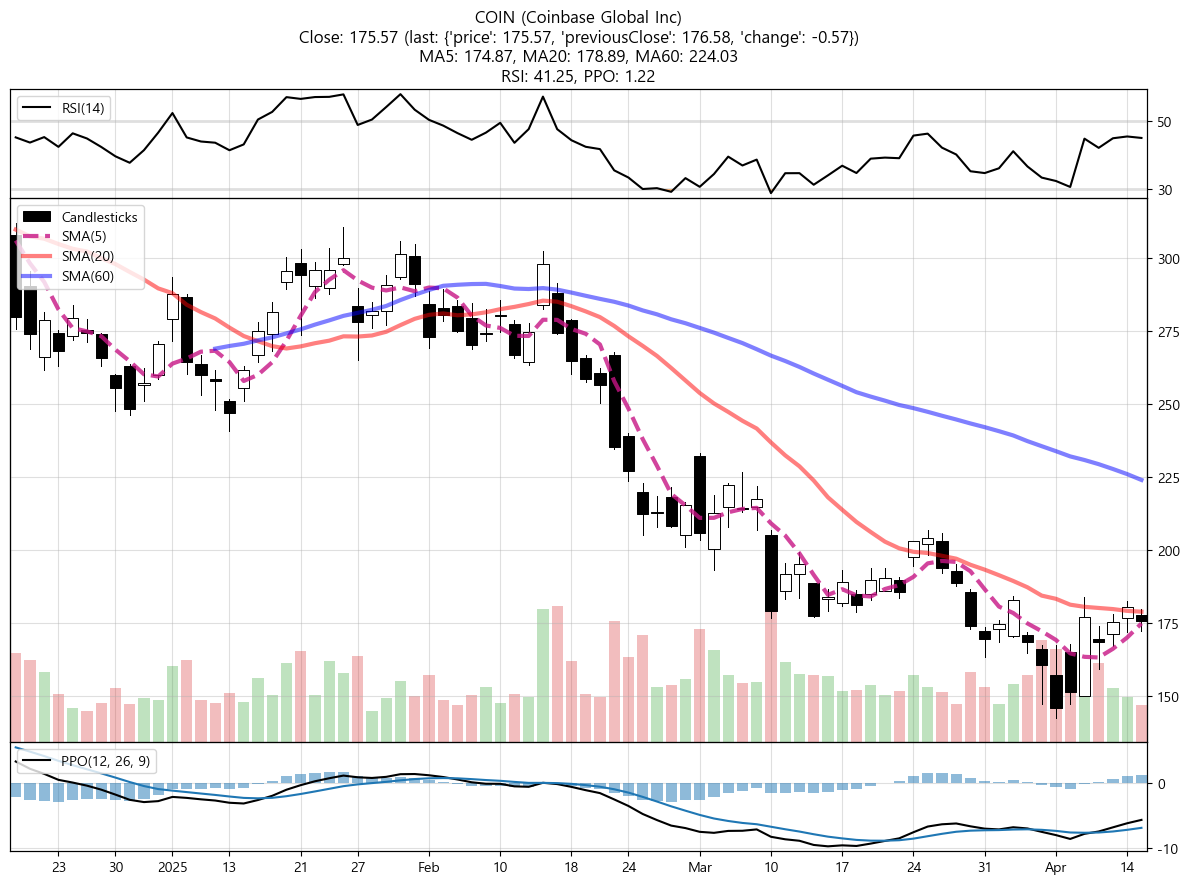 COIN (Coinbase Global Inc)
Close: 175.57 (last: {'price': 175.57, 'previousClose': 176.58, 'change': -0.57})
MA5: 174.87, MA20: 178.89, MA60: 224.03
RSI: 41.25, PPO: 1.22
RSI(14)
50
30
Candlesticks
SMA(5)
SMA(20)
SMA(60)
300
275
250
225
200
175
150
PPO(12, 26, 9)
0
-10
23 30 2025 13 21 27 Feb 10 18 24 Mar 10 17 24 31 Apr 14